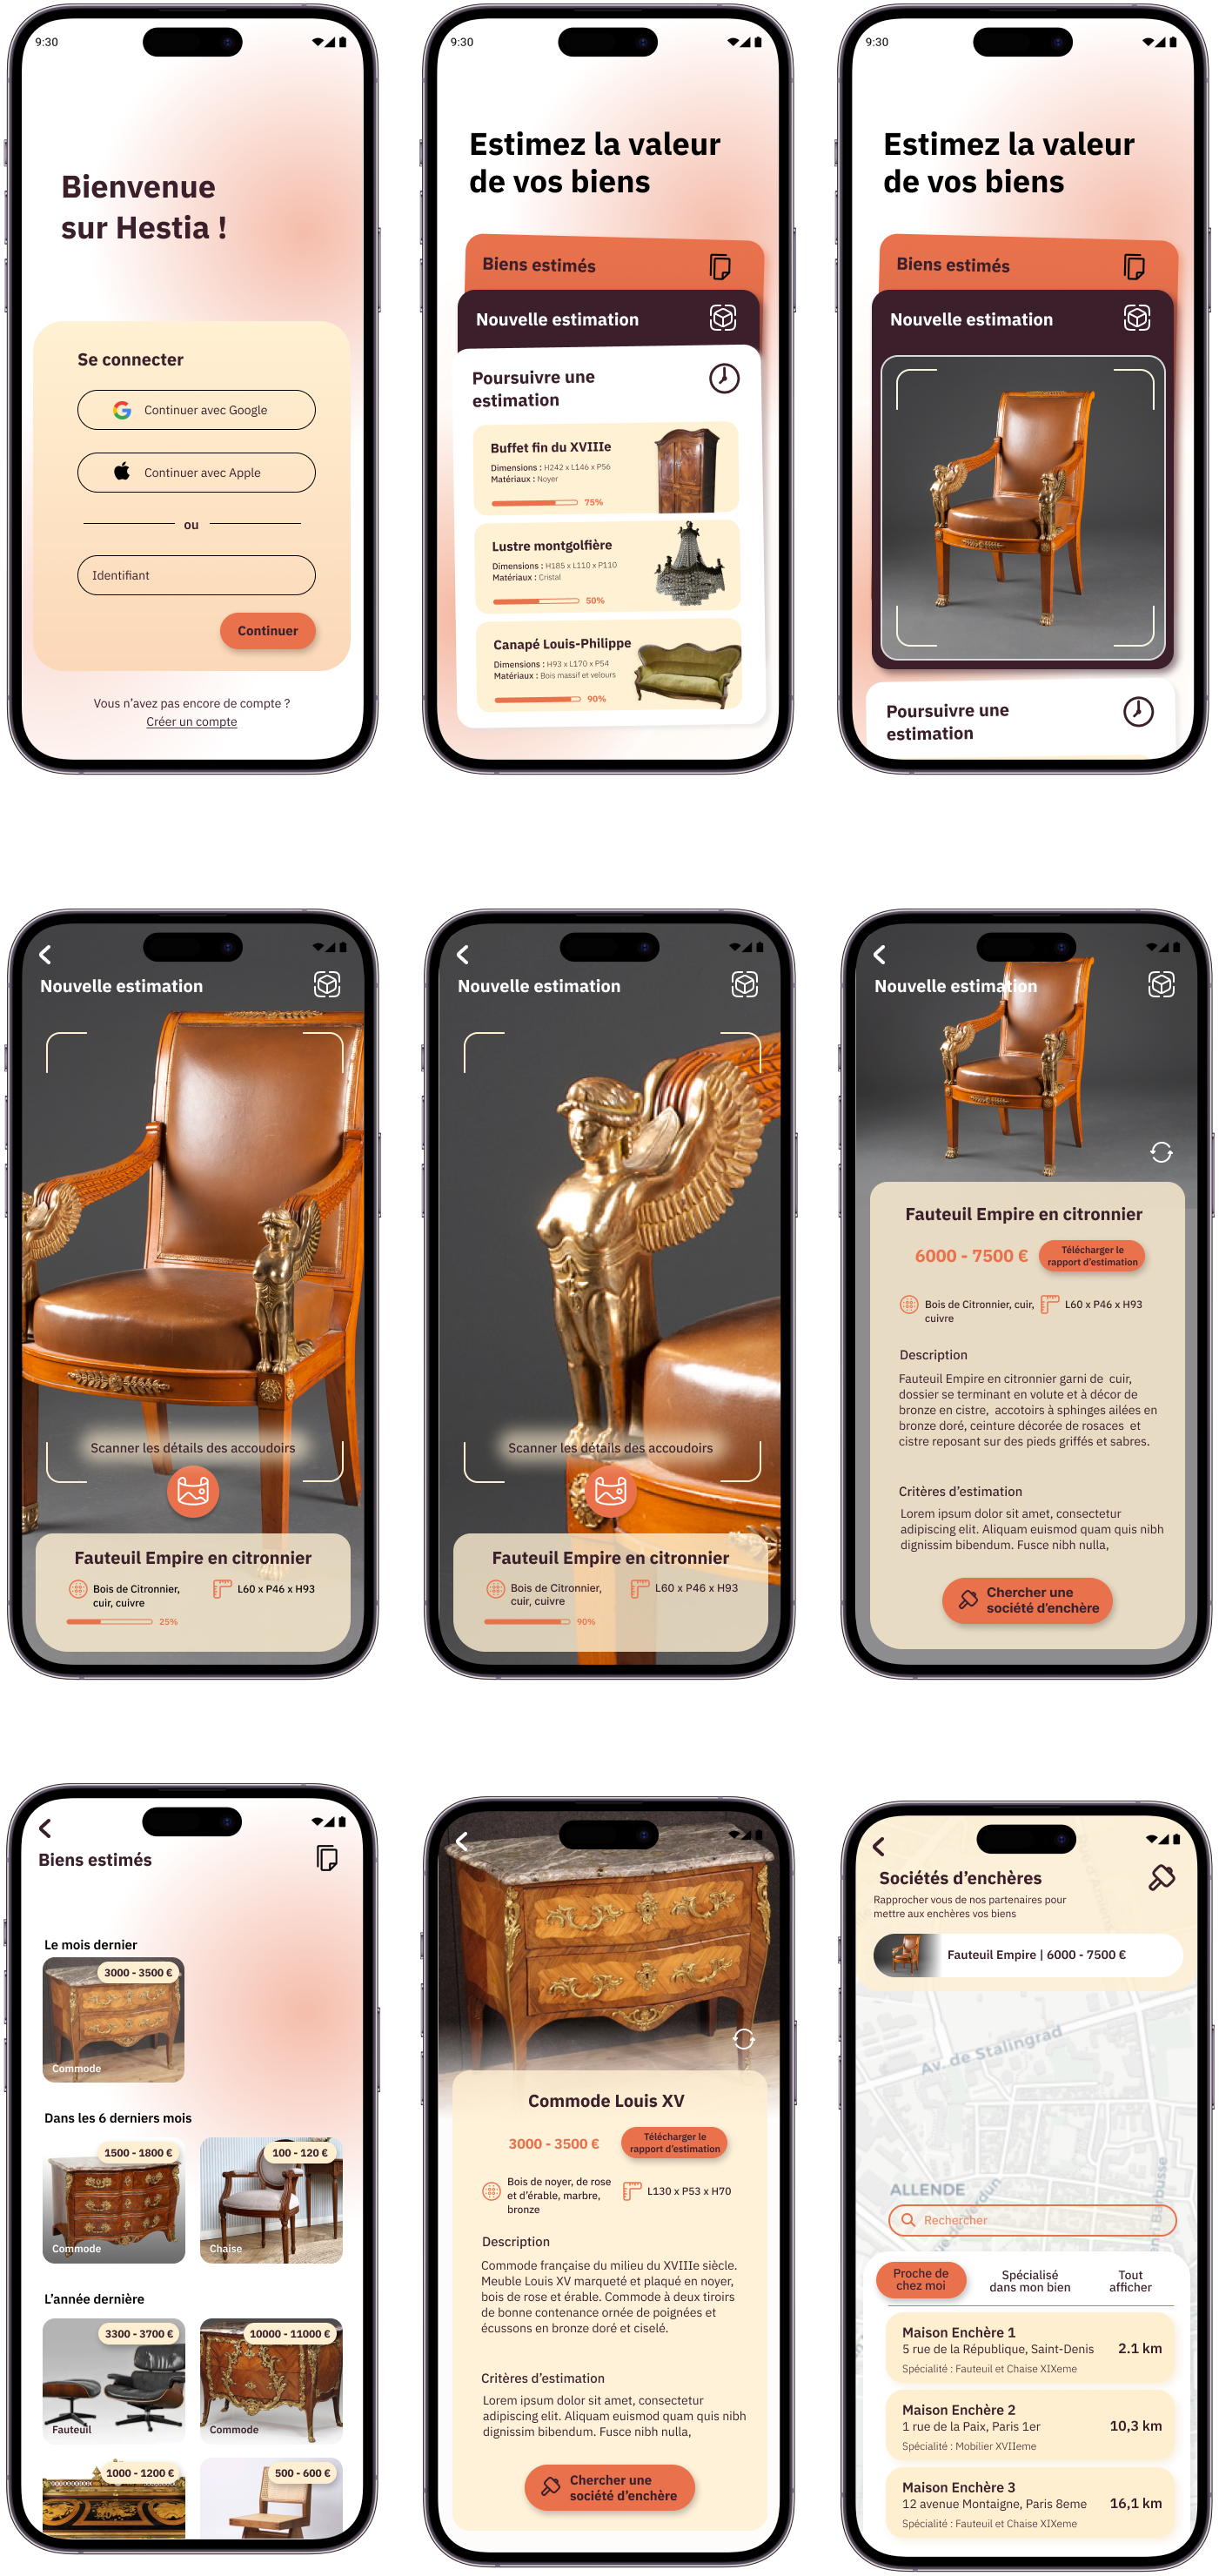 9:30
Bienvenue
sur Hestia !
Se connecter
Continuer avec Google
Continuer avec Apple
ou
Identifiant
Continuer
Vous n'avez pas encore de compte ?
Créer un compte
9:30
Estimez la valeur
de vos biens
Biens estimés
Nouvelle estimation
Poursuivre une
estimation
Buffet fin du XVIIIe
Dimensions : H242 x L146 x P56
Matériaux : Noyer
75%
Lustre montgolfière
Dimensions : H185 x L110 x P110
Matériaux : Cristal
50%
Canapé Louis-Philippe
Dimensions : H93 x L170 x P54
Matériaux : Bois massif et velours
90%
9:30
Estimez la valeur
de vos biens
Biens estimés
Nouvelle estimation
Poursuivre une
estimation
Nouvelle estimation
Scanner les détails des accoudoirs
Fauteuil Empire en citronnier
Bois de Citronnier,
cuir, cuivre
L60 x P46 x H93
25%
Nouvelle estimation
Scanner les détails des accoudoirs
Fauteuil Empire en citronnier
Bois de Citronnier,
cuir, cuivre
L60 x P46 x H93
90%
Nouvelle estimation
Fauteuil Empire en citronnier
6000 - 7500 €
Télécharger le
rapport d'estimation
Bois de Citronnier, cuir,
cuivre
L60 x P46 x H93
Description
Fauteuil Empire en citronnier garni de cuir,
dossier se terminant en volute et à décor de
bronze en cistre, accotoirs à sphinges ailées en
bronze doré, ceinture décorée de rosaces et
cistre reposant sur des pieds griffés et sabres.
Critères d'estimation
Lorem ipsum dolor sit amet, consectetur
adipiscing elit. Aliquam euismod quam quis nibh
dignissim bibendum. Fusce nibh nulla,
Chercher une
société d'enchère
Biens estimés
Le mois dernier
3000 - 3500 €
Commode
Dans les 6 derniers mois
1500 - 1800 €
Commode
100 - 120 €
Chaise
L'année dernière
3300 - 3700 €
Fauteuil
10000 - 11000 €
Commode
1000 - 1200 €
500 - 600 €
Commode Louis XV
3000 - 3500 €
Télécharger le
rapport d'estimation
Bois de noyer, de rose
et d'érable, marbre,
bronze
L130 x P53 x H70
Description
Commode française du milieu du XVIIIe siècle.
Meuble Louis XV marqueté et plaqué en noyer,
bois de rose et érable. Commode à deux tiroirs
de bonne contenance ornée de poignées et
écussons en bronze doré et ciselé.
Critères d'estimation
Lorem ipsum dolor sit amet, consectetur
adipiscing elit. Aliquam euismod quam quis nibh
dignissim bibendum. Fusce nibh nulla,
Chercher une
société d'enchère
Sociétés d'enchères
Rapprocher vous de nos partenaires pour
mettre aux enchères vos biens
Fauteuil Empire | 6000 - 7500 €
Av. de Stalingrad
ALLENDE
Rechercher
Proche de
chez moi
Spécialisé
dans mon bien
Tout
afficher
Maison Enchère 1
5 rue de la République, Saint-Denis
2.1 km
Spécialité : Fauteuil et Chaise XIXeme
Maison Enchère 2
1 rue de la Paix, Paris 1er
10,3 km
Spécialité : Mobilier XVIIeme
Maison Enchère 3
12 avenue Montaigne, Paris 8eme
16,1 km
Spécialité : Fauteuil et Chaise XIXeme